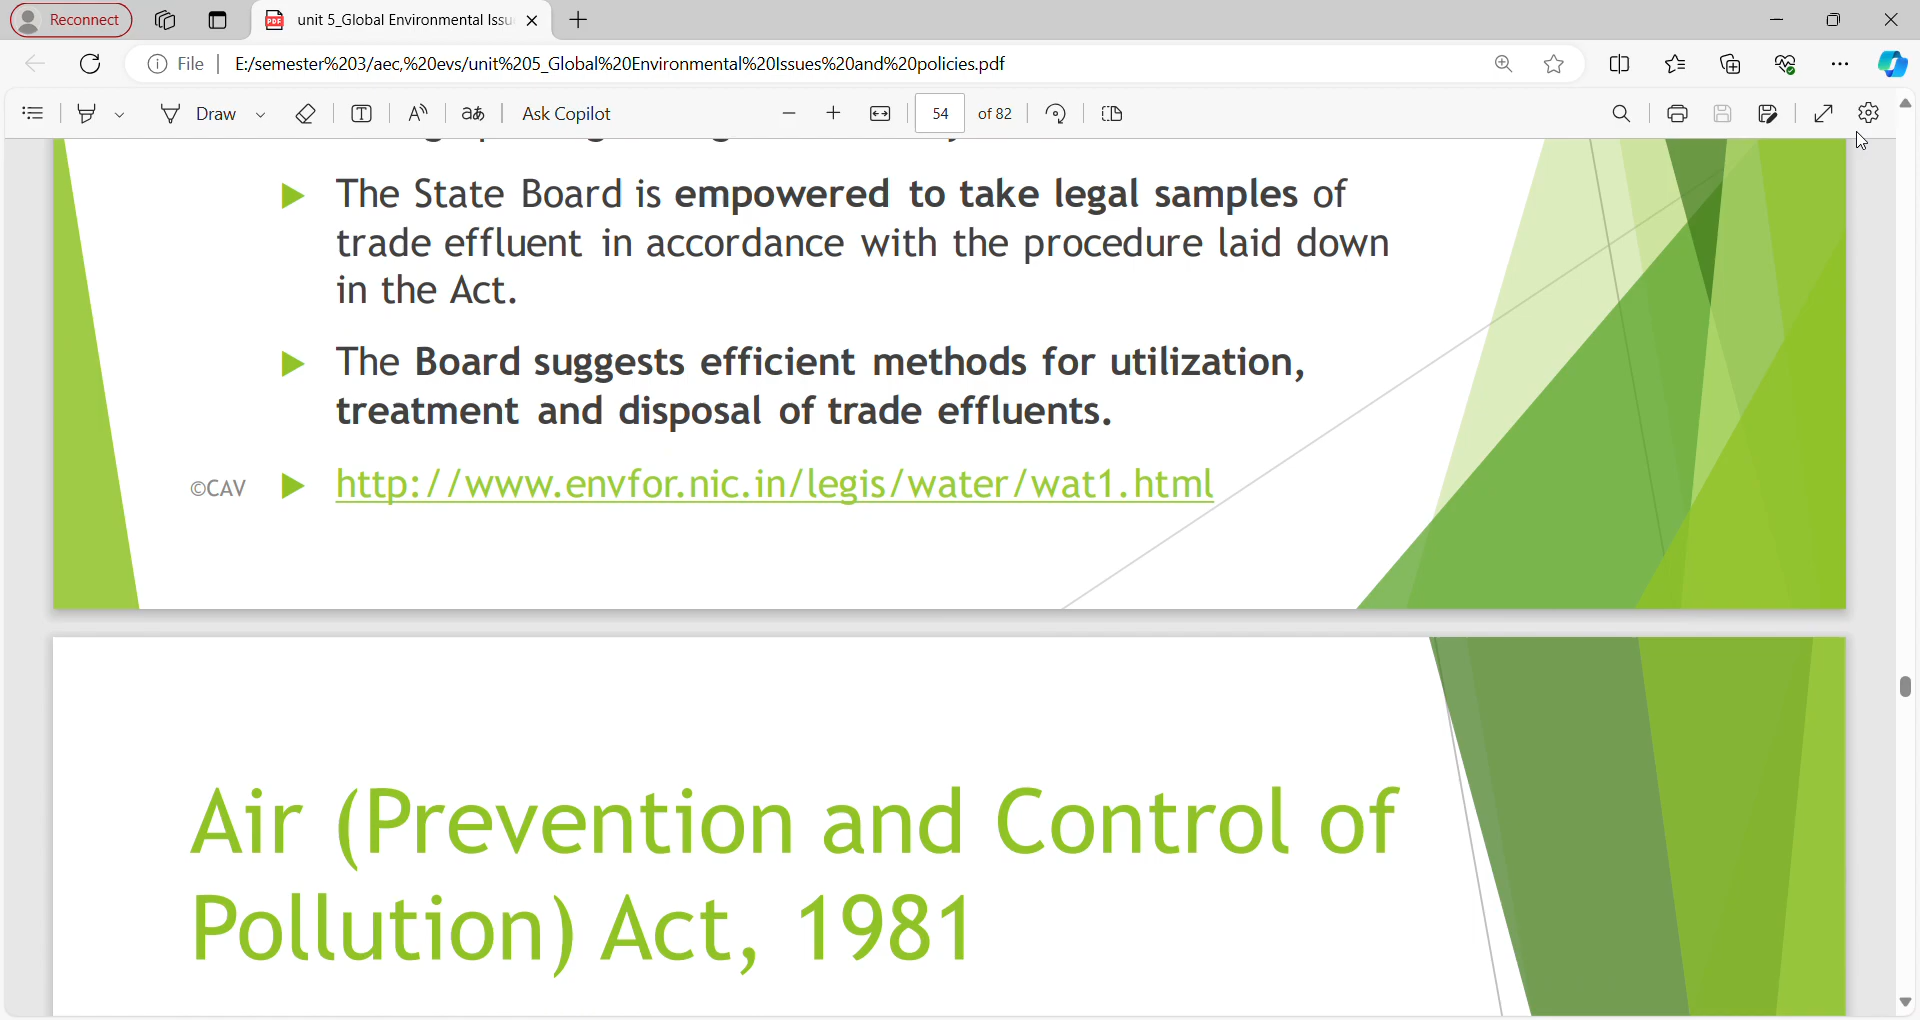 Reconnect
unit 5_Global Environmental Issu
File
E:/semester%203/aec,%20evs/unit%205_Global%20Environmental%20Issues%20and%20policies.pdf
Draw
aあ
Ask Copilot
54 of 82
The State Board is empowered to take legal samples of
trade effluent in accordance with the procedure laid down
in the Act.
The Board suggests efficient methods for utilization,
treatment and disposal of trade effluents.
©CAV
http://www.envfor.nic.in/legis/water/wat1.html
Air (Prevention and Control of
Pollution) Act, 1981